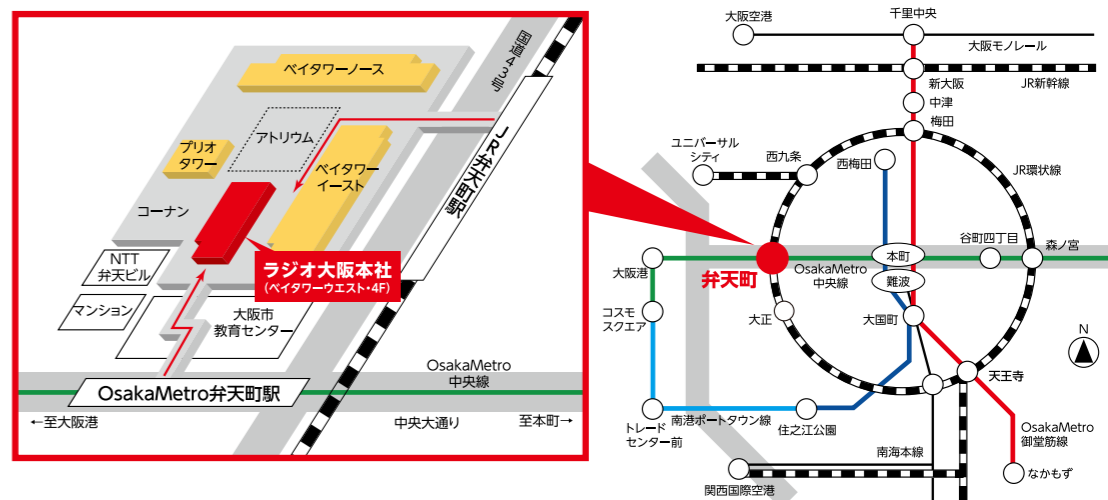 国道43号
ベイタワーノース
アトリウム
プリオ
タワー
ベイタワー
イースト
JR弁天町駅
コーナン
NTT
弁天ビル
マンション
ラジオ大阪本社
(ベイタワーウエスト・4F)
大阪市
教育センター
OsakaMetro
中央線
OsakaMetro弁天町駅
←至大阪港
中央大通り
至本町→
大阪空港
千里中央
大阪モノレール
新大阪
JR新幹線
中津
梅田
ユニバーサル
シティ
西九条
西梅田
JR環状線
谷町四丁目
森ノ宮
大阪港
弁天町
OsakaMetro
中央線
本町
難波
コスモ
スクエア
大正
大国町
N
天王寺
トレード
センター前
南港ポートタウン線
住之江公園
OsakaMetro
御堂筋線
南海本線
なかもず
関西国際空港